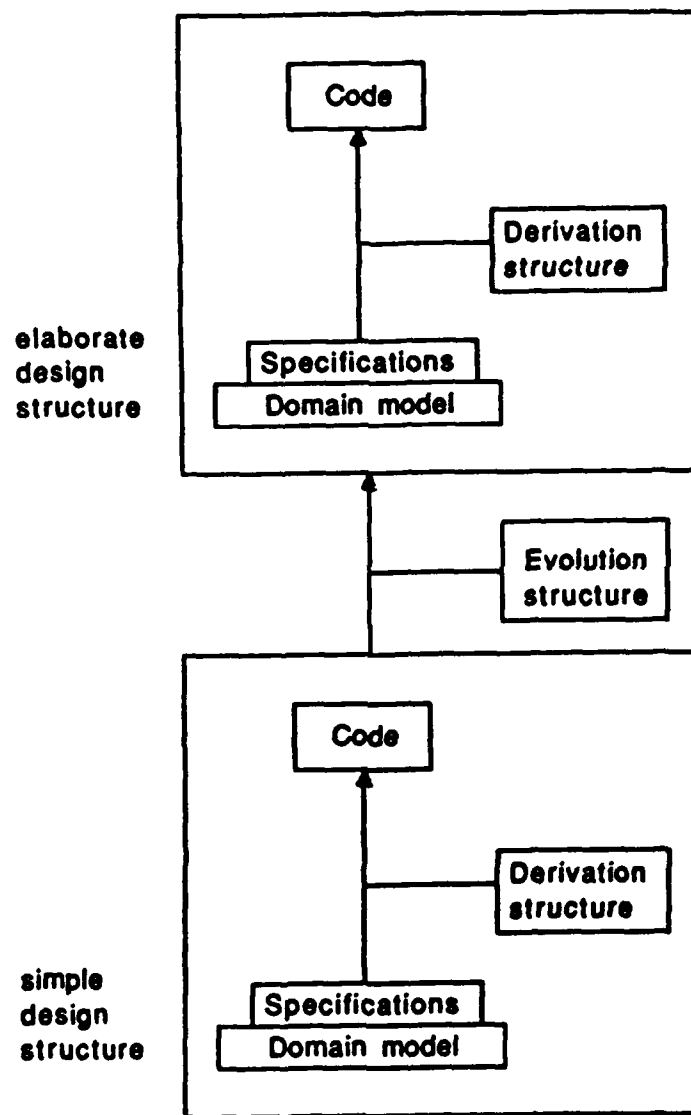 Code
Derivation
structure
elaborate
design
structure
Specifications
Domain model
Evolution
structure
Code
Derivation
structure
simple
design
structure
Specifications
Domain model